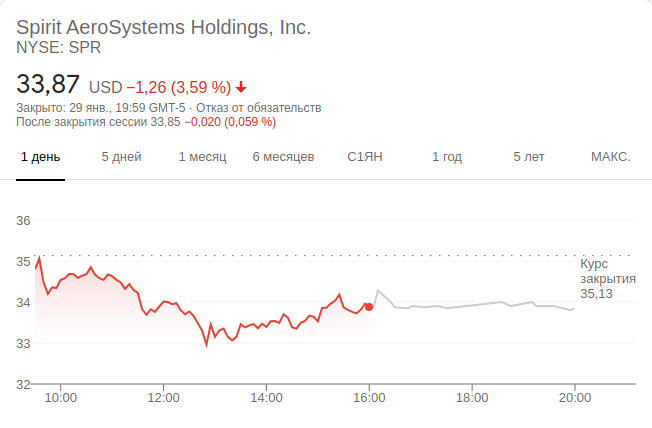 Spirit AeroSystems Holdings, Inc.
NYSE: SPR
33,87 USD −1,26 (3,59 %)
Закрыто: 29 янв., 19:59 GMT-5 · Отказ от обязательств
После закрытия сессии 33,85 −0,020 (0,059 %)
1 день 5 дней 1 месяц 6 месяцев С1ЯН 1 год 5 лет МАКС.
36
35
34
33
32
Курс
закрытия
35,13
10:00 12:00 14:00 16:00 18:00 20:00